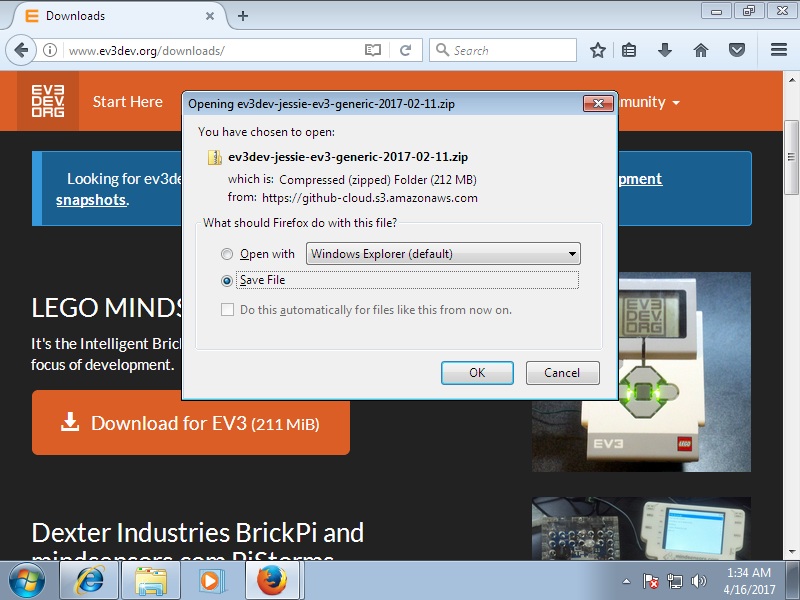 Downloads
www.ev3dev.org/downloads/
Search
EV3
DEV.
ORG
Start Here
Opening ev3dev-jessie-ev3-generic-2017-02-11.zip
You have chosen to open:
ev3dev-jessie-ev3-generic-2017-02-11.zip
which is: Compressed (zipped) Folder (212 MB)
from: https://github-cloud.s3.amazonaws.com
What should Firefox do with this file?
Open with Windows Explorer (default)
Save File
Do this automatically for files like this from now on.
OK Cancel
Looking for ev3de
snapshots.
LEGO MINDS
It's the Intelligent Brick
focus of development.
Download for EV3 (211 MiB)
EV3
DEV.
ORG
EV3
LEGO
Dexter Industries BrickPi and
mindsensors.com PiStorms
1:34 AM
4/16/2017